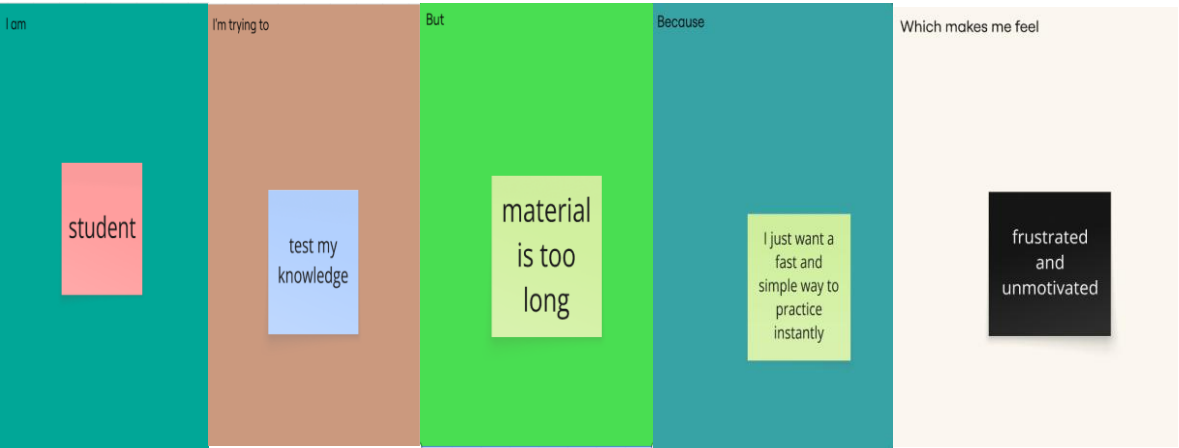 I am
student
I'm trying to
test my
knowledge
But
material
is too
long
Because
I just want a
fast and
simple way to
practice
instantly
Which makes me feel
frustrated
and
unmotivated